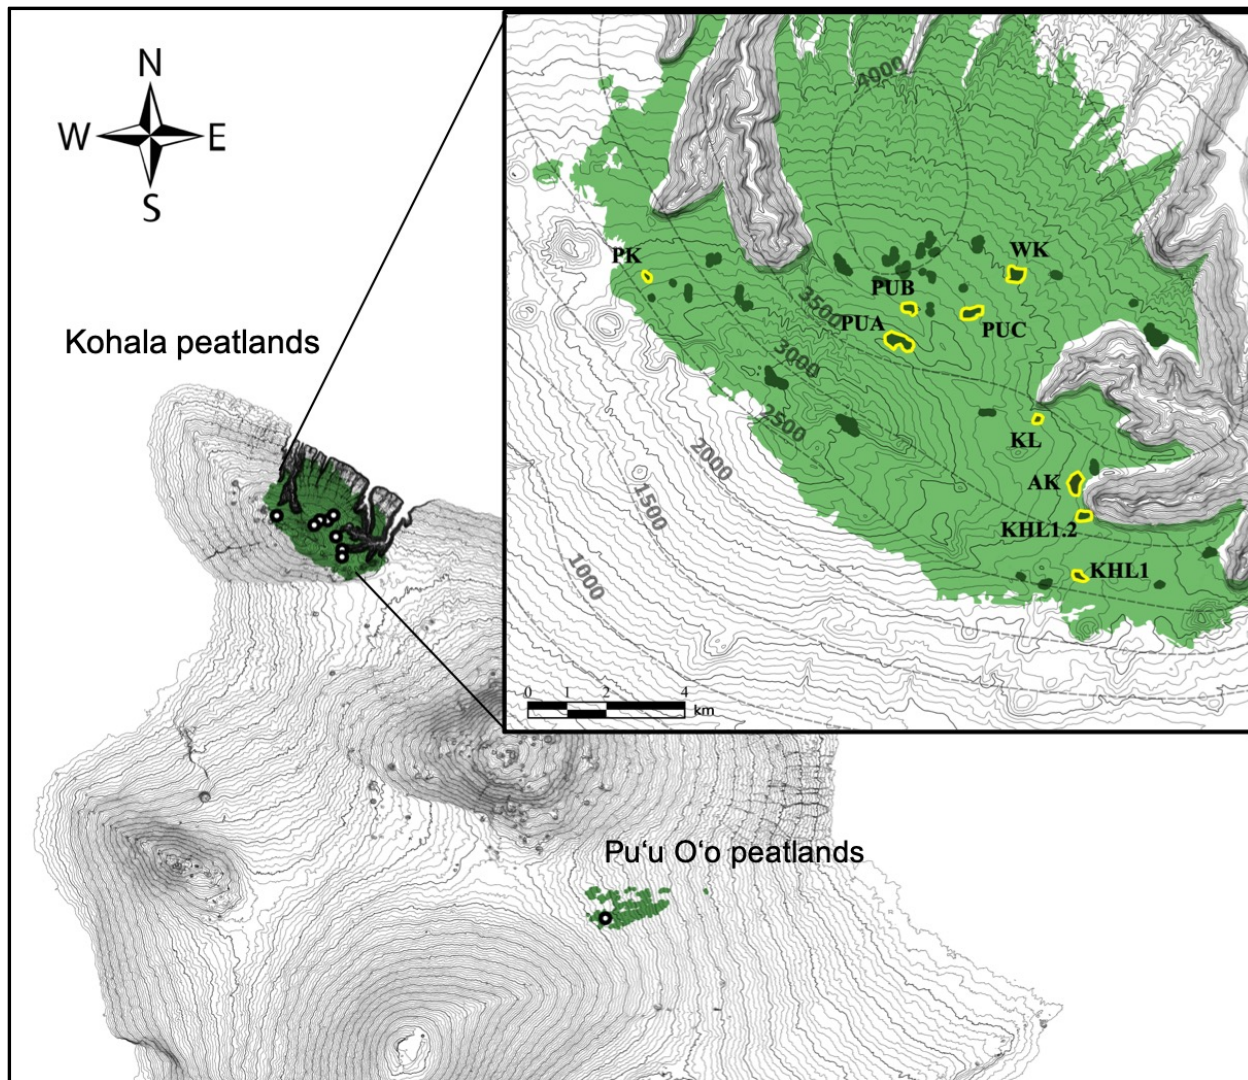 N
W E
S
Kohala peatlands
4000
PK
WK
PUB
3500
PUA
PUC
3000
2500
KL
2000
AK
1500
KHL1.2
1000
KHL1
0 1 2 4
km
Pu‘u O‘o peatlands